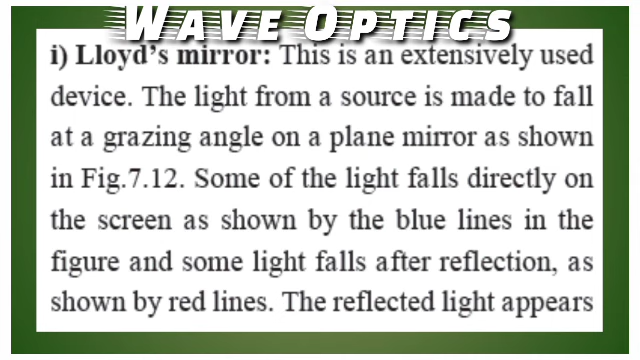 Wave Optics
i) Lloyd's mirror: This is an extensively used
device. The light from a source is made to fall
at a grazing angle on a plane mirror as shown
in Fig.7.12. Some of the light falls directly on
the screen as shown by the blue lines in the
figure and some light falls after reflection, as
shown by red lines. The reflected light appears